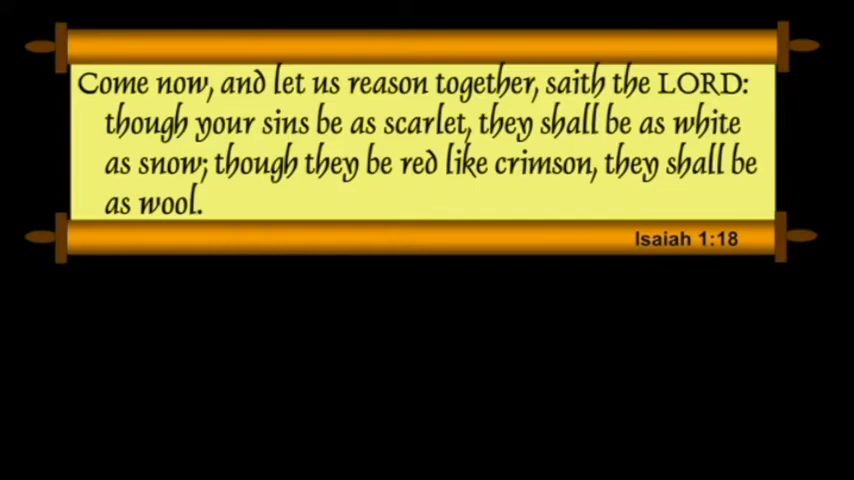 Come now, and let us reason together, saith the LORD:
though your sins be as scarlet, they shall be as white
as snow; though they be red like crimson, they shall be
as wool.
Isaiah 1:18